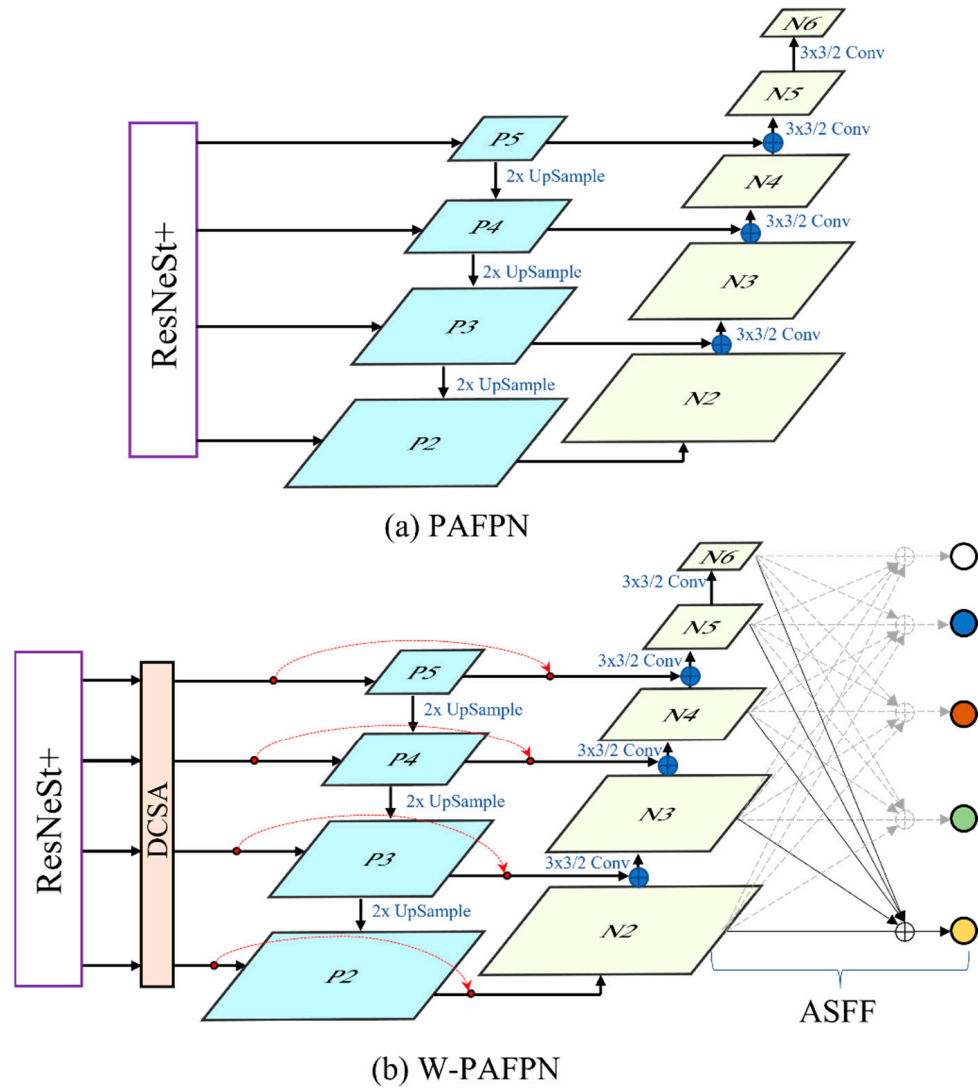 N6
3x3/2 Conv
N5
3x3/2 Conv
P5
2x UpSample
N4
3x3/2 Conv
P4
2x UpSample
N3
3x3/2 Conv
P3
2x UpSample
N2
P2
ResNeSt+
(a) PAFPN
N6
3x3/2 Conv
N5
3x3/2 Conv
P5
2x UpSample
N4
3x3/2 Conv
P4
2x UpSample
N3
3x3/2 Conv
P3
2x UpSample
N2
P2
ResNeSt+
DCSA
ASFF
(b) W-PAFPN